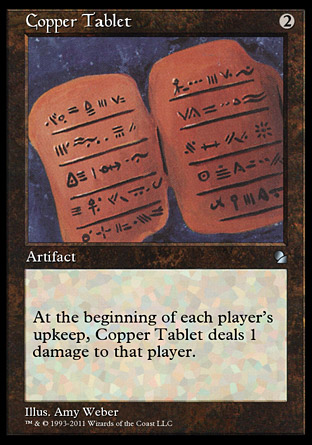 Copper Tablet 2
Artifact
At the beginning of each player's
upkeep, Copper Tablet deals 1
damage to that player.
Illus. Amy Weber
™ & © 1993-2011 Wizards of the Coast LLC